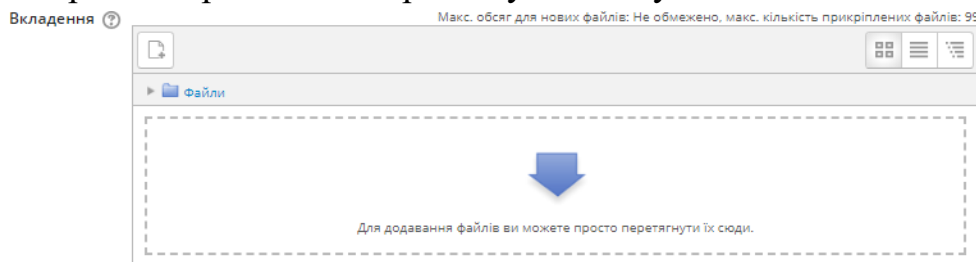 Вкладення
Макс. обсяг для нових файлів: Не обмежено, макс. кількість прикріплених файлів: 99
Файли
Для додавання файлів ви можете просто перетягнути їх сюди.